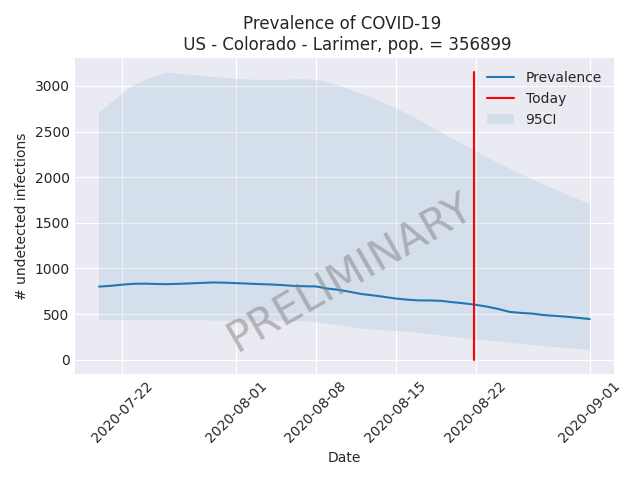 Prevalence of COVID-19
US - Colorado - Larimer, pop. = 356899
Prevalence
Today
95CI
# undetected infections
3000
2500
2000
1500
1000
500
0
PRELIMINARY
2020-07-22
2020-08-01
2020-08-08
2020-08-15
2020-08-22
2020-09-01
Date